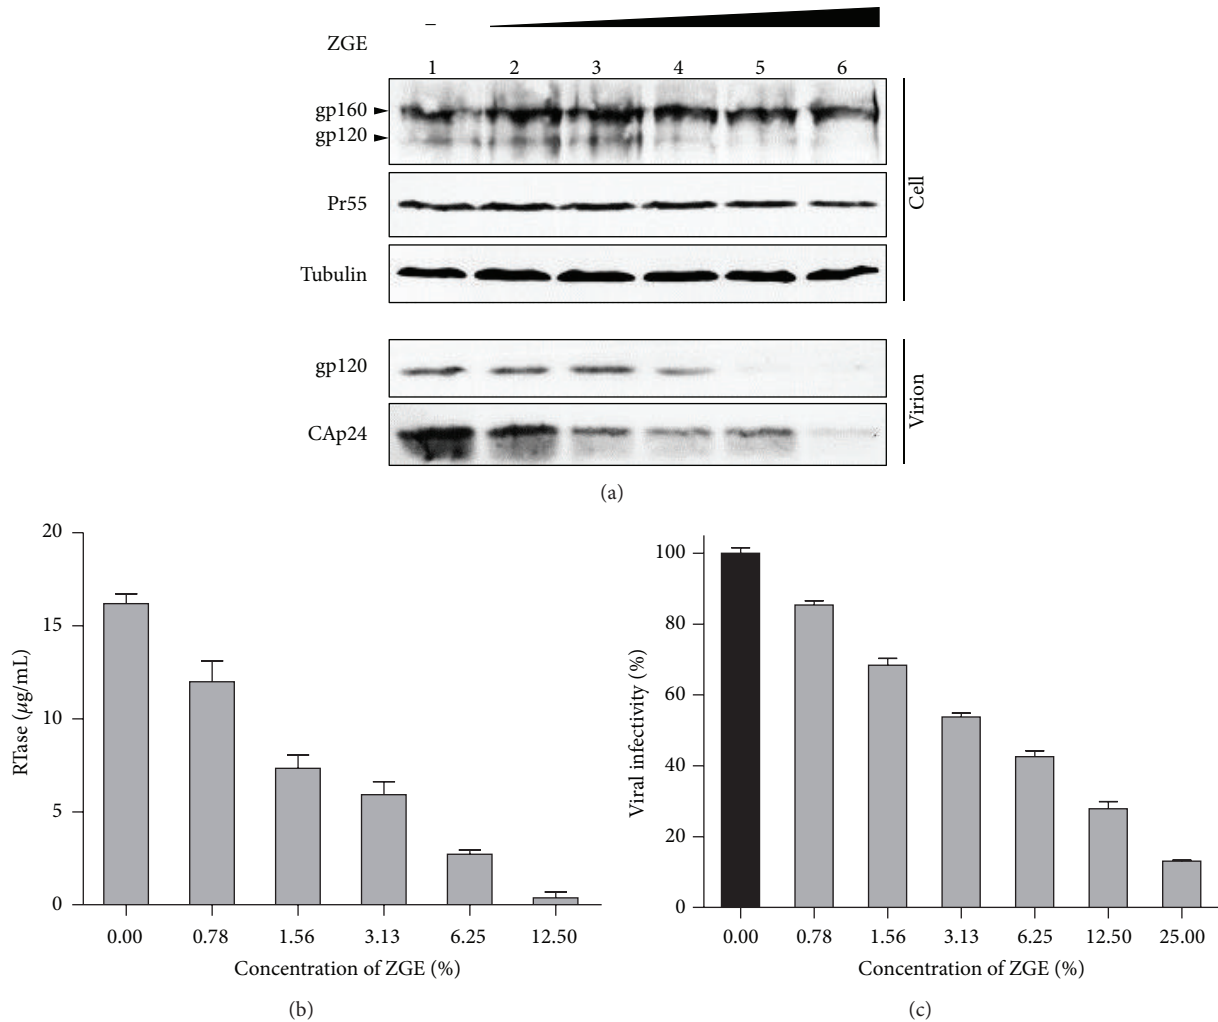 –
ZGE
1 2 3 4 5 6
gp160
gp120
Pr55
Tubulin
Cell
gp120
CAp24
Virion
(a)
20
15
10
5
0
RTase (μg/mL)
0.00 0.78 1.56 3.13 6.25 12.50
Concentration of ZGE (%)
(b)
100
80
60
40
20
0
Viral infectivity (%)
0.00 0.78 1.56 3.13 6.25 12.50 25.00
Concentration of ZGE (%)
(c)